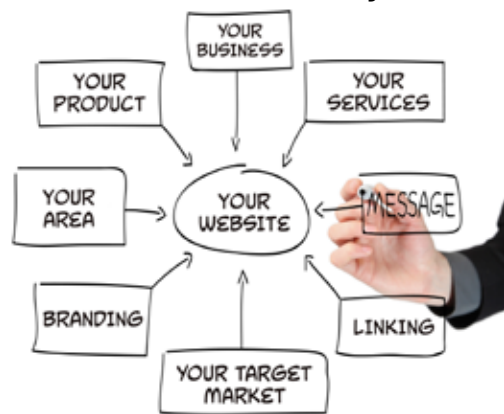 YOUR
BUSINESS
YOUR
PRODUCT
YOUR
SERVICES
YOUR
AREA
YOUR
WEBSITE
MESSAGE
BRANDING
LINKING
YOUR TARGET
MARKET